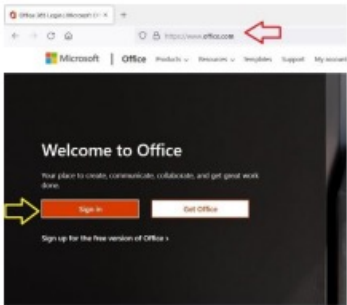 Office 365 Login | Microsoft Of
https://www.office.com
Microsoft | Office Products Resources Templates Support My account
Welcome to Office
Your place to create, communicate, collaborate, and get great work
done.
Sign in Get Office
Sign up for the free version of Office >